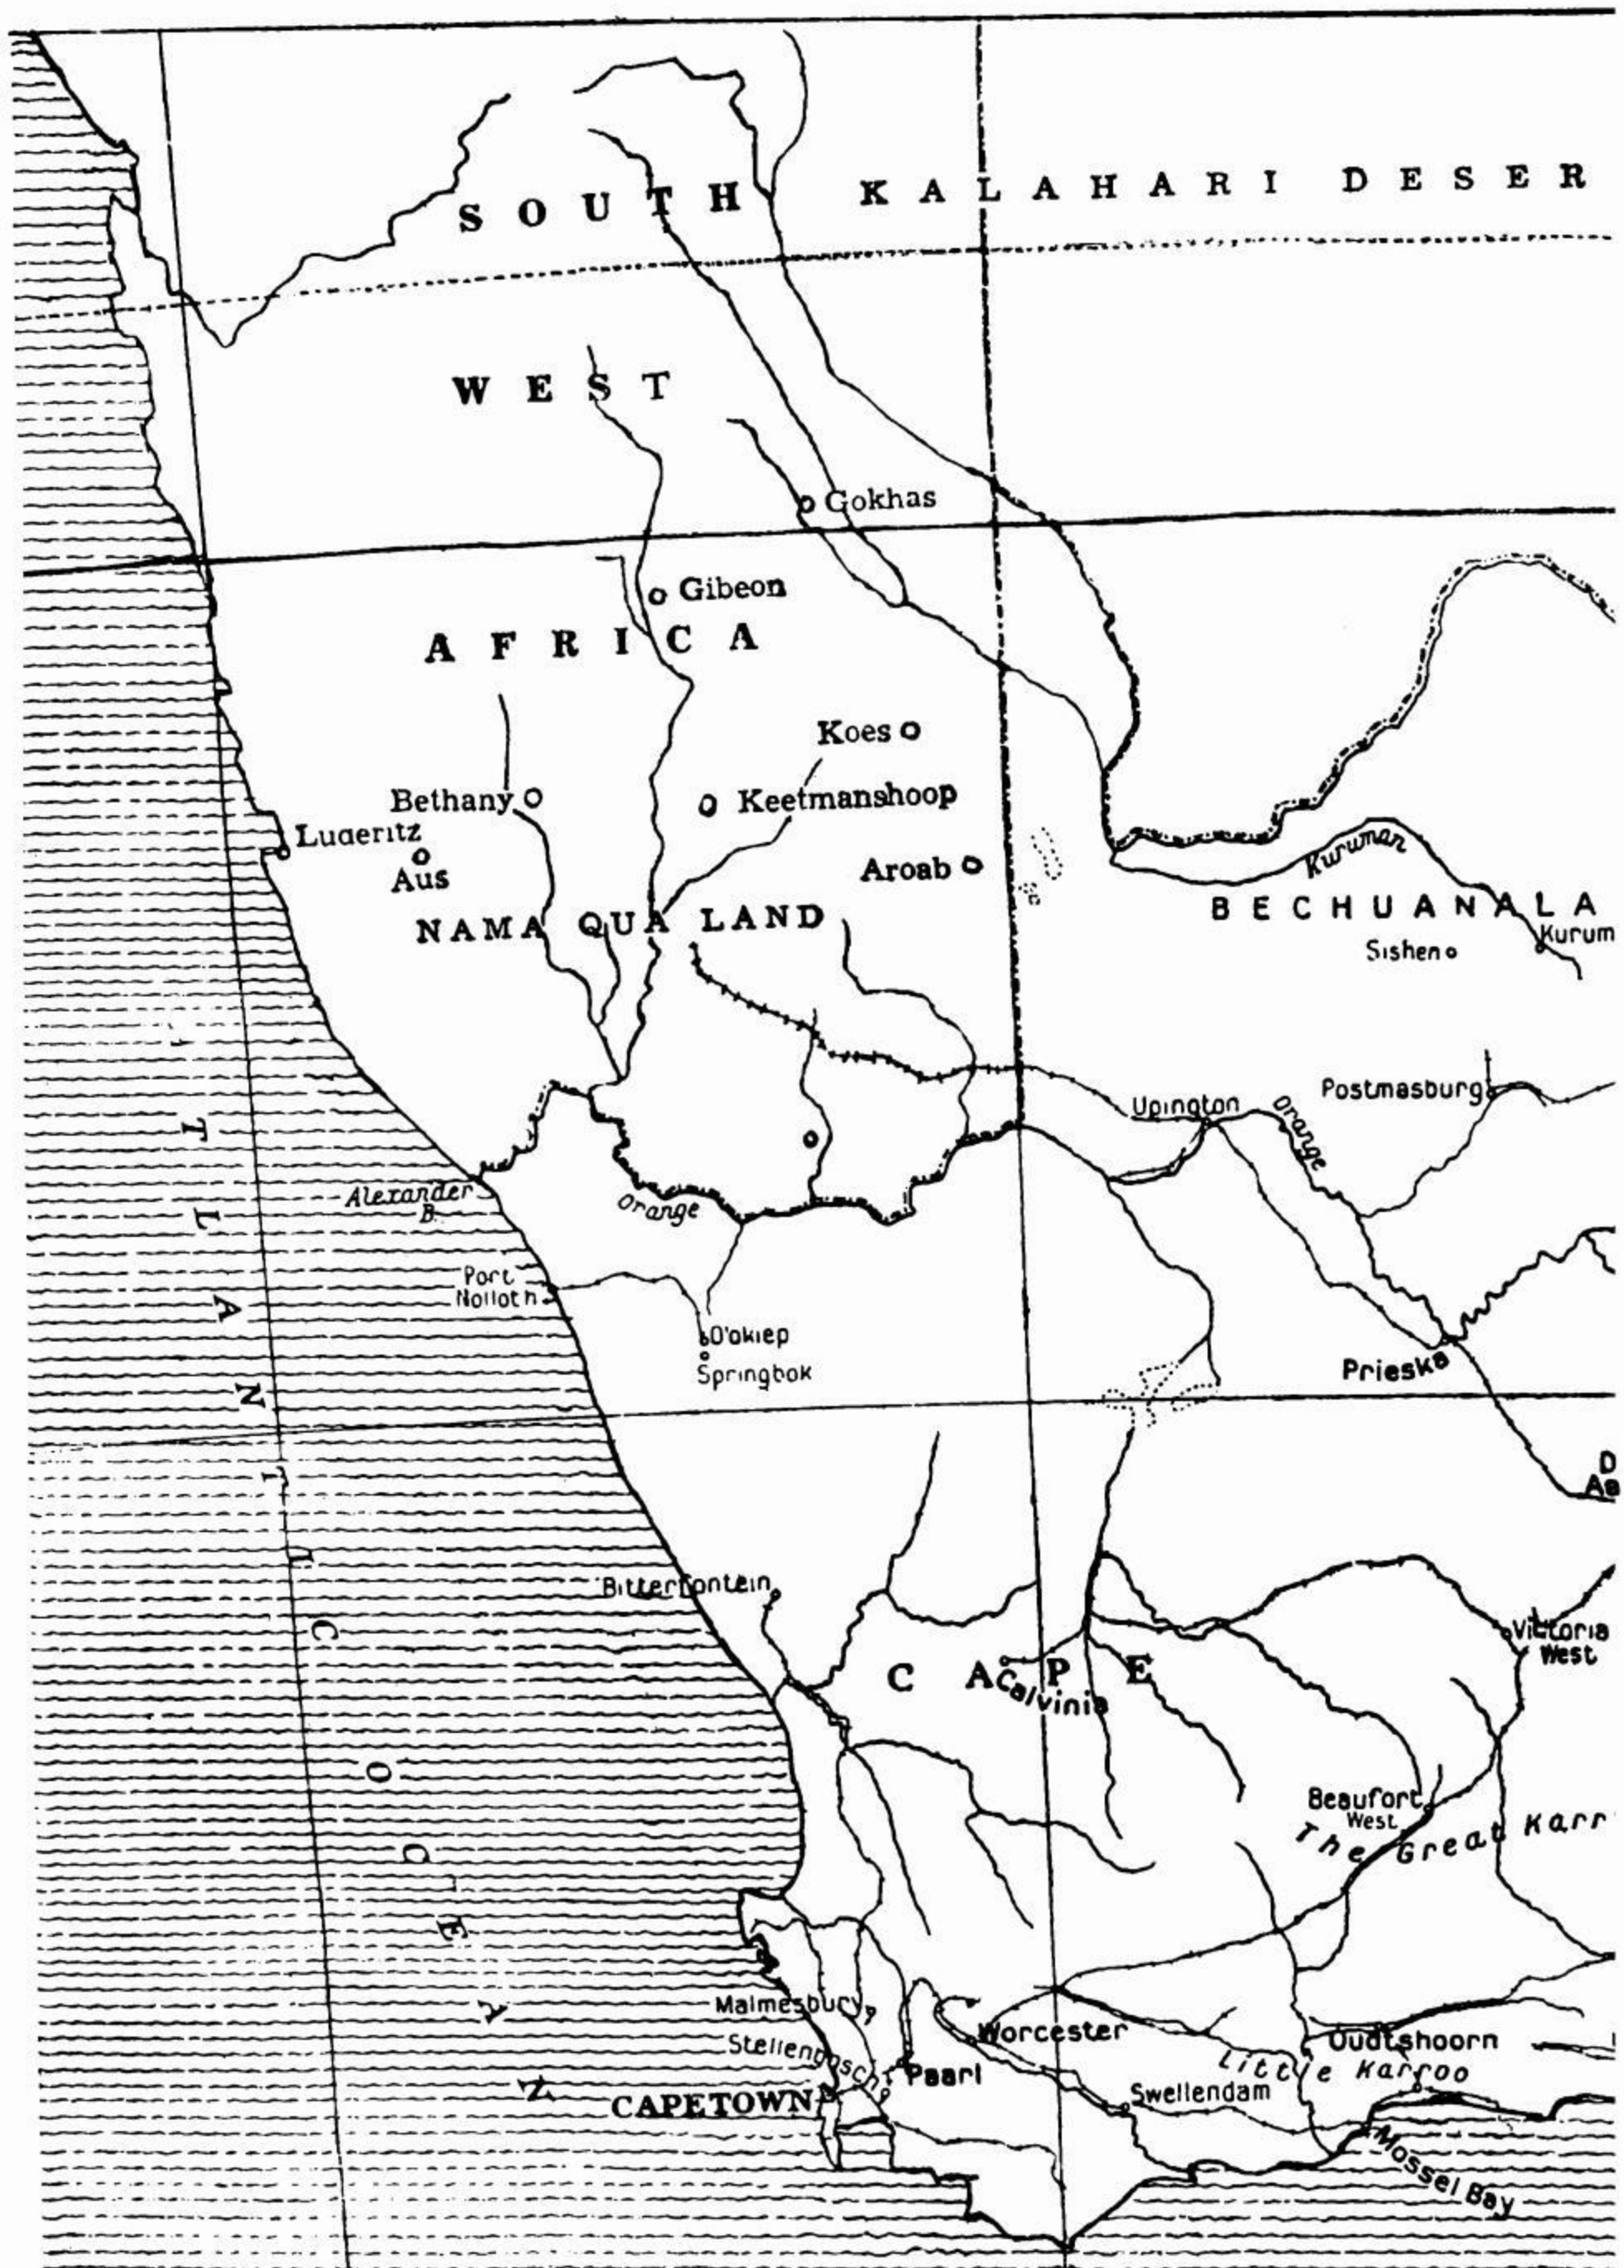 SOUTH KALAHARI DESER
WEST
Gokhas
Gibeon
AFRICA
Koes
Bethany
Keetmanshoop
Luderitz
Aus
Aroab
Kuruman
NAMA QUA LAND
BECHUANALA
Kurum
Sishen
Upington
Orange
Postmasburg
Alexander
B.
Orange
Port
Nolloth
O'okiep
Springbok
Prieska
D
Aa
ATLANTIC OCEAN
Bitterfontein
Victoria
West
CAPE
Calvinia
Beaufort
West
The Great Karr
Malmesbury
Worcester
Stellenbosch
Paarl
Oudtshoorn
Little Karroo
CAPETOWN
Swellendam
Mossel Bay